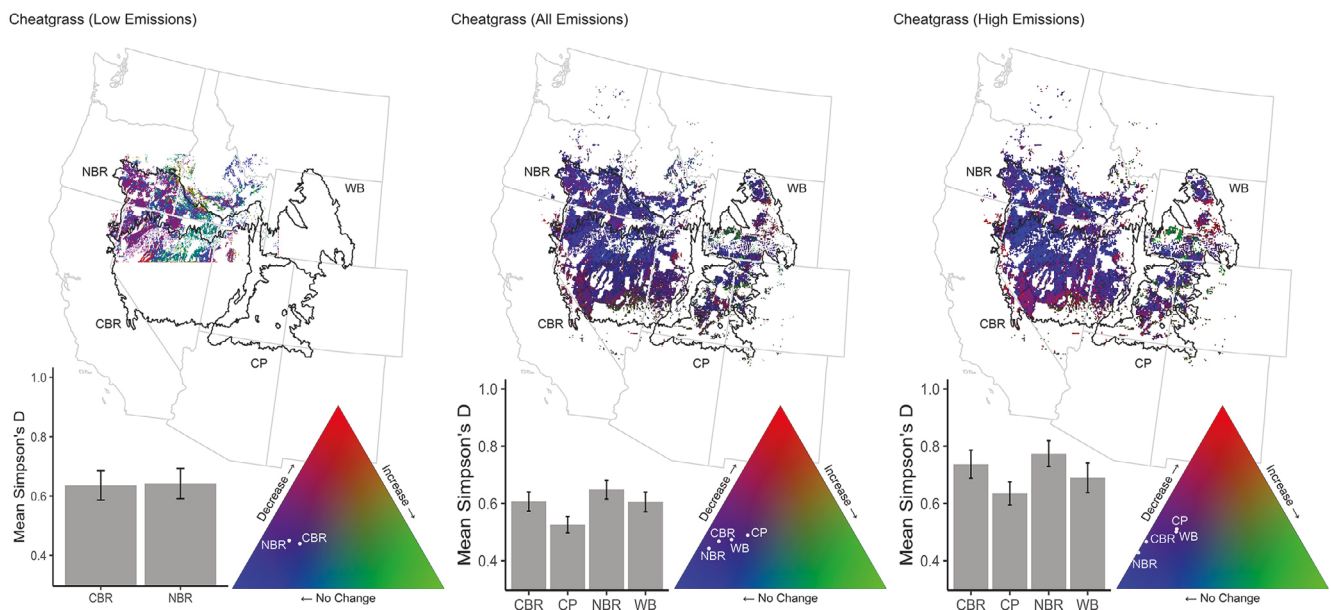 Cheatgrass (Low Emissions)
NBR
WB
CBR
CP
Mean Simpson's D
1.0
0.8
0.6
0.4
CBR
NBR
Decrease →
Increase →
NBR
CBR
← No Change
Cheatgrass (All Emissions)
NBR
WB
CBR
CP
Mean Simpson's D
1.0
0.8
0.6
0.4
CBR
CP
NBR
WB
Decrease →
Increase →
CBR
CP
WB
NBR
← No Change
Cheatgrass (High Emissions)
NBR
WB
CBR
CP
Mean Simpson's D
1.0
0.8
0.6
0.4
CBR
CP
NBR
WB
Decrease →
Increase →
CP
CBR
WB
NBR
← No Change